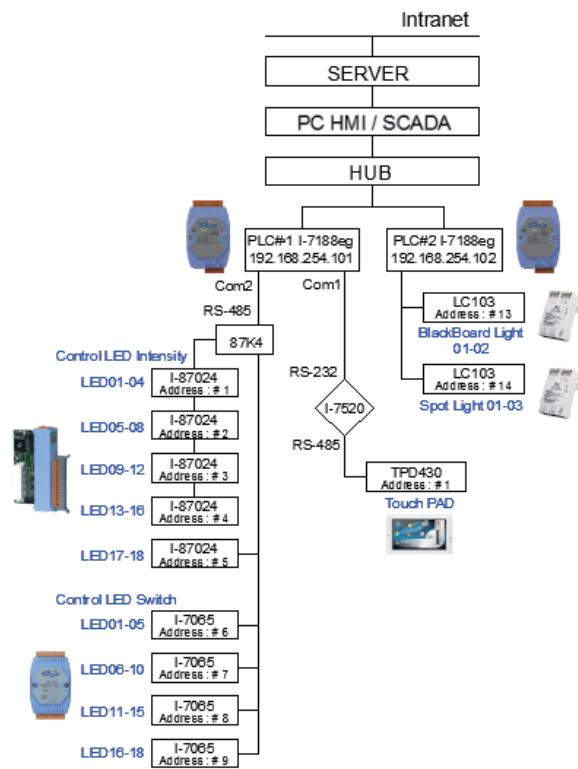 Intranet
SERVER
PC HMI / SCADA
HUB
PLC#1 I-7188eg
192.168.254.101
PLC#2 I-7188eg
192.168.254.102
Com2
Com1
RS-485
87K4
LC103
Address : # 13
BlackBoard Light
01-02
Control LED Intensity
LED01-04
I-87024
Address : # 1
RS-232
LC103
Address : # 14
Spot Light 01-03
I-7520
LED05-08
I-87024
Address : # 2
RS-485
LED09-12
I-87024
Address : # 3
TPD430
Address : # 1
Touch PAD
LED13-16
I-87024
Address : # 4
LED17-18
I-87024
Address : # 5
Control LED Switch
LED01-05
I-7065
Address : # 6
LED06-10
I-7065
Address : # 7
LED11-15
I-7065
Address : # 8
LED16-18
I-7065
Address : # 9